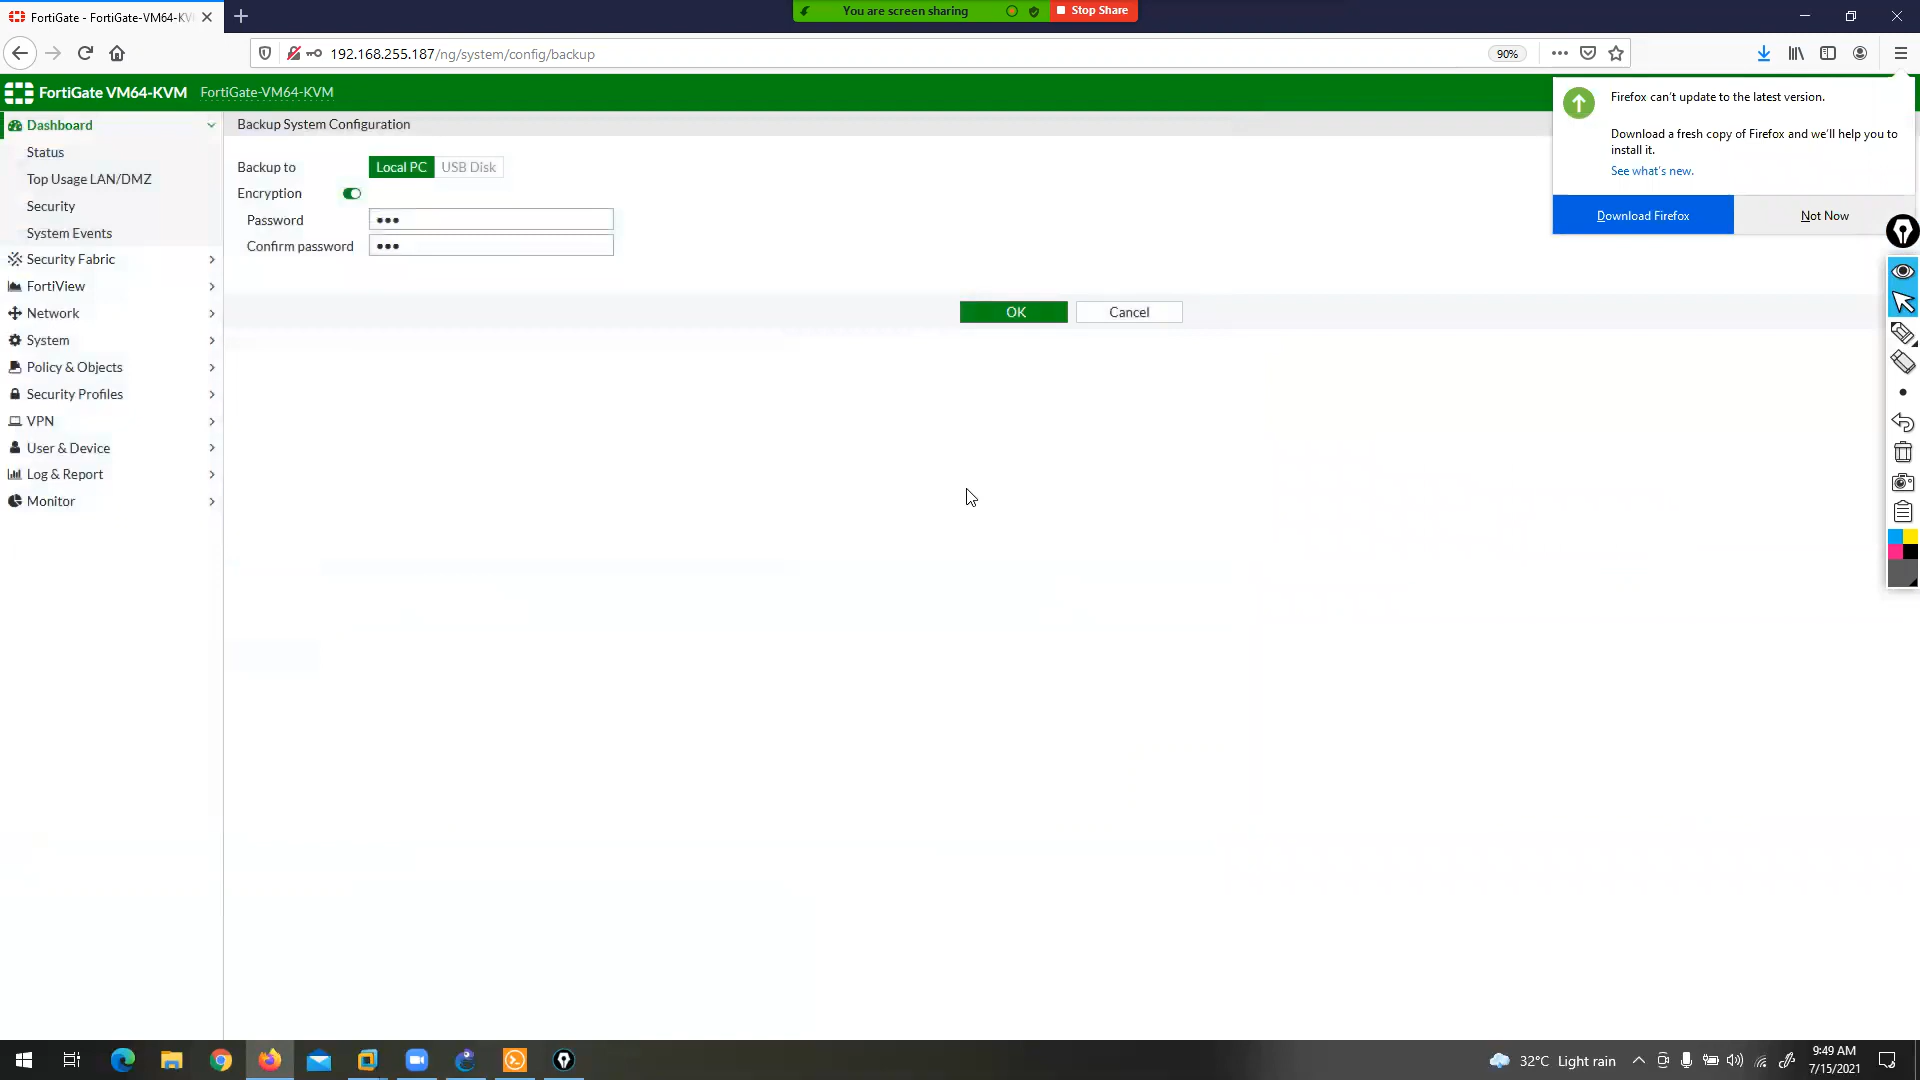 FortiGate - FortiGate-VM64-KV
You are screen sharing
Stop Share
192.168.255.187/ng/system/config/backup
90%
FortiGate VM64-KVM
FortiGate-VM64-KVM
Firefox can't update to the latest version.
Download a fresh copy of Firefox and we'll help you to
install it.
See what's new.
Download Firefox
Not Now
Dashboard
Status
Top Usage LAN/DMZ
Security
System Events
Security Fabric
FortiView
Network
System
Policy & Objects
Security Profiles
VPN
User & Device
Log & Report
Monitor
Backup System Configuration
Backup to
Local PC
USB Disk
Encryption
Password
Confirm password
OK
Cancel
32°C Light rain
9:49 AM
7/15/2021